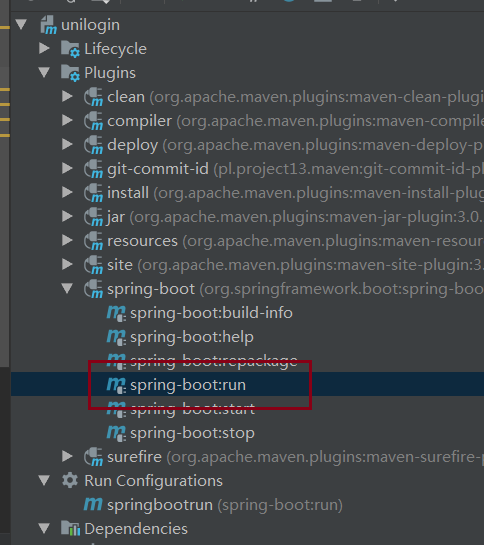 unilogin
Lifecycle
Plugins
clean (org.apache.maven.plugins:maven-clean-plugi
compiler (org.apache.maven.plugins:maven-compile
deploy (org.apache.maven.plugins:maven-deploy-p
git-commit-id (pl.project13.maven:git-commit-id-pl
install (org.apache.maven.plugins:maven-install-plu
jar (org.apache.maven.plugins:maven-jar-plugin:3.0.
resources (org.apache.maven.plugins:maven-resour
site (org.apache.maven.plugins:maven-site-plugin:3.
spring-boot (org.springframework.boot:spring-boo
spring-boot:build-info
spring-boot:help
spring-boot:repackage
spring-boot:run
spring-boot:start
spring-boot:stop
surefire (org.apache.maven.plugins:maven-surefire-p
Run Configurations
springbootrun (spring-boot:run)
Dependencies